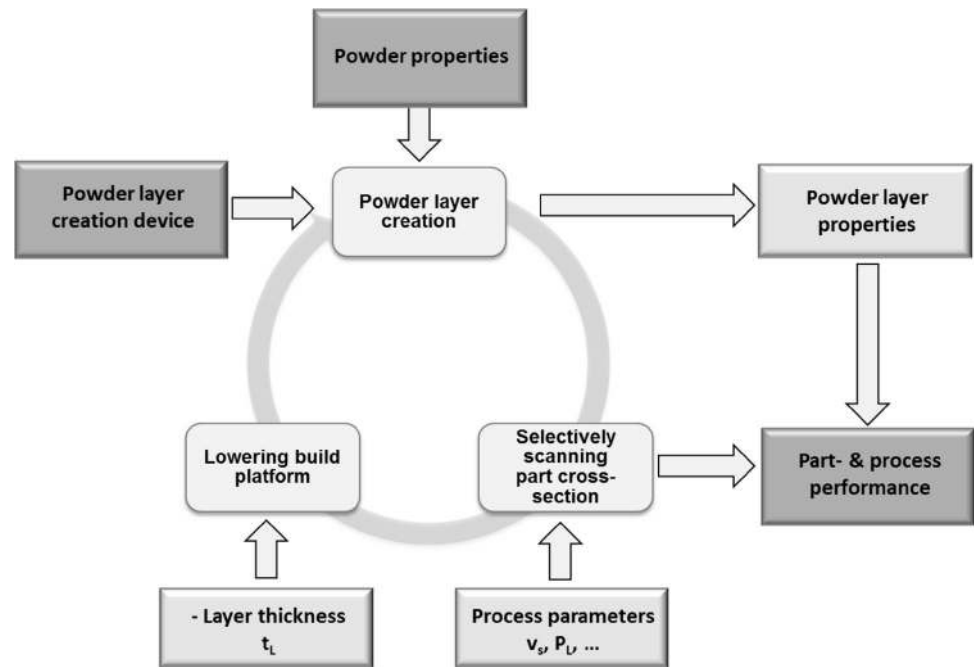 Powder properties
Powder layer
creation device
Powder layer
creation
Powder layer
properties
Lowering build
platform
Selectively
scanning
part cross-
section
Part- & process
performance
- Layer thickness
tL
Process parameters
vs, PL, ...